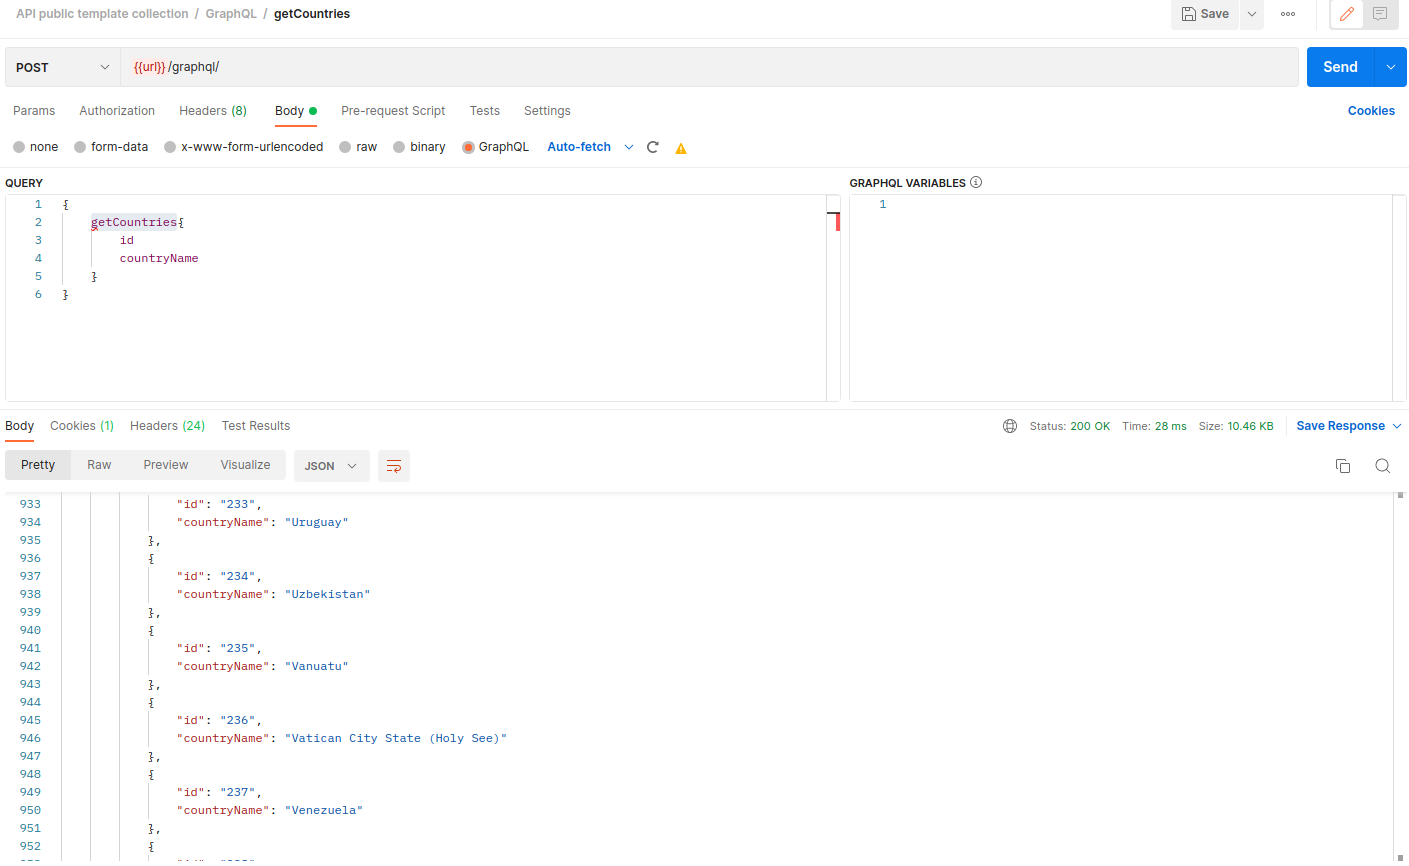 API public template collection / GraphQL / getCountries
Save
POST
{{url}}/graphql/
Send
Params Authorization Headers (8) Body Pre-request Script Tests Settings Cookies
none form-data x-www-form-urlencoded raw binary GraphQL Auto-fetch
QUERY
1 {
2 getCountries{
3 id
4 countryName
5 }
6 }
GRAPHQL VARIABLES
1
Body Cookies (1) Headers (24) Test Results
Status: 200 OK Time: 28 ms Size: 10.46 KB Save Response
Pretty Raw Preview Visualize JSON
933 "id": "233",
934 "countryName": "Uruguay"
935 },
936 {
937 "id": "234",
938 "countryName": "Uzbekistan"
939 },
940 {
941 "id": "235",
942 "countryName": "Vanuatu"
943 },
944 {
945 "id": "236",
946 "countryName": "Vatican City State (Holy See)"
947 },
948 {
949 "id": "237",
950 "countryName": "Venezuela"
951 },
952 {